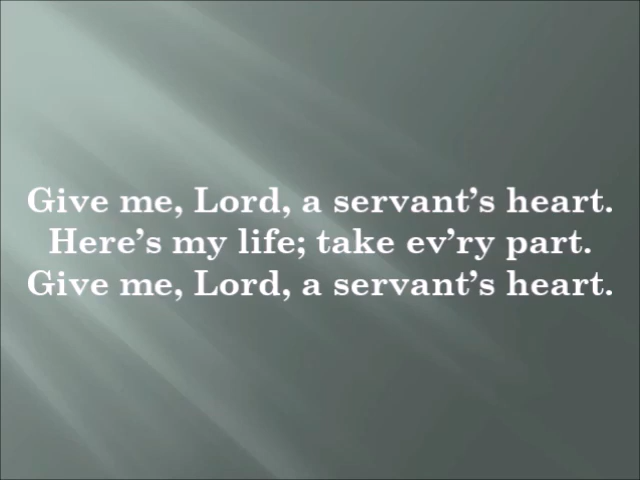 Give me, Lord, a servant’s heart.
Here’s my life; take ev’ry part.
Give me, Lord, a servant’s heart.